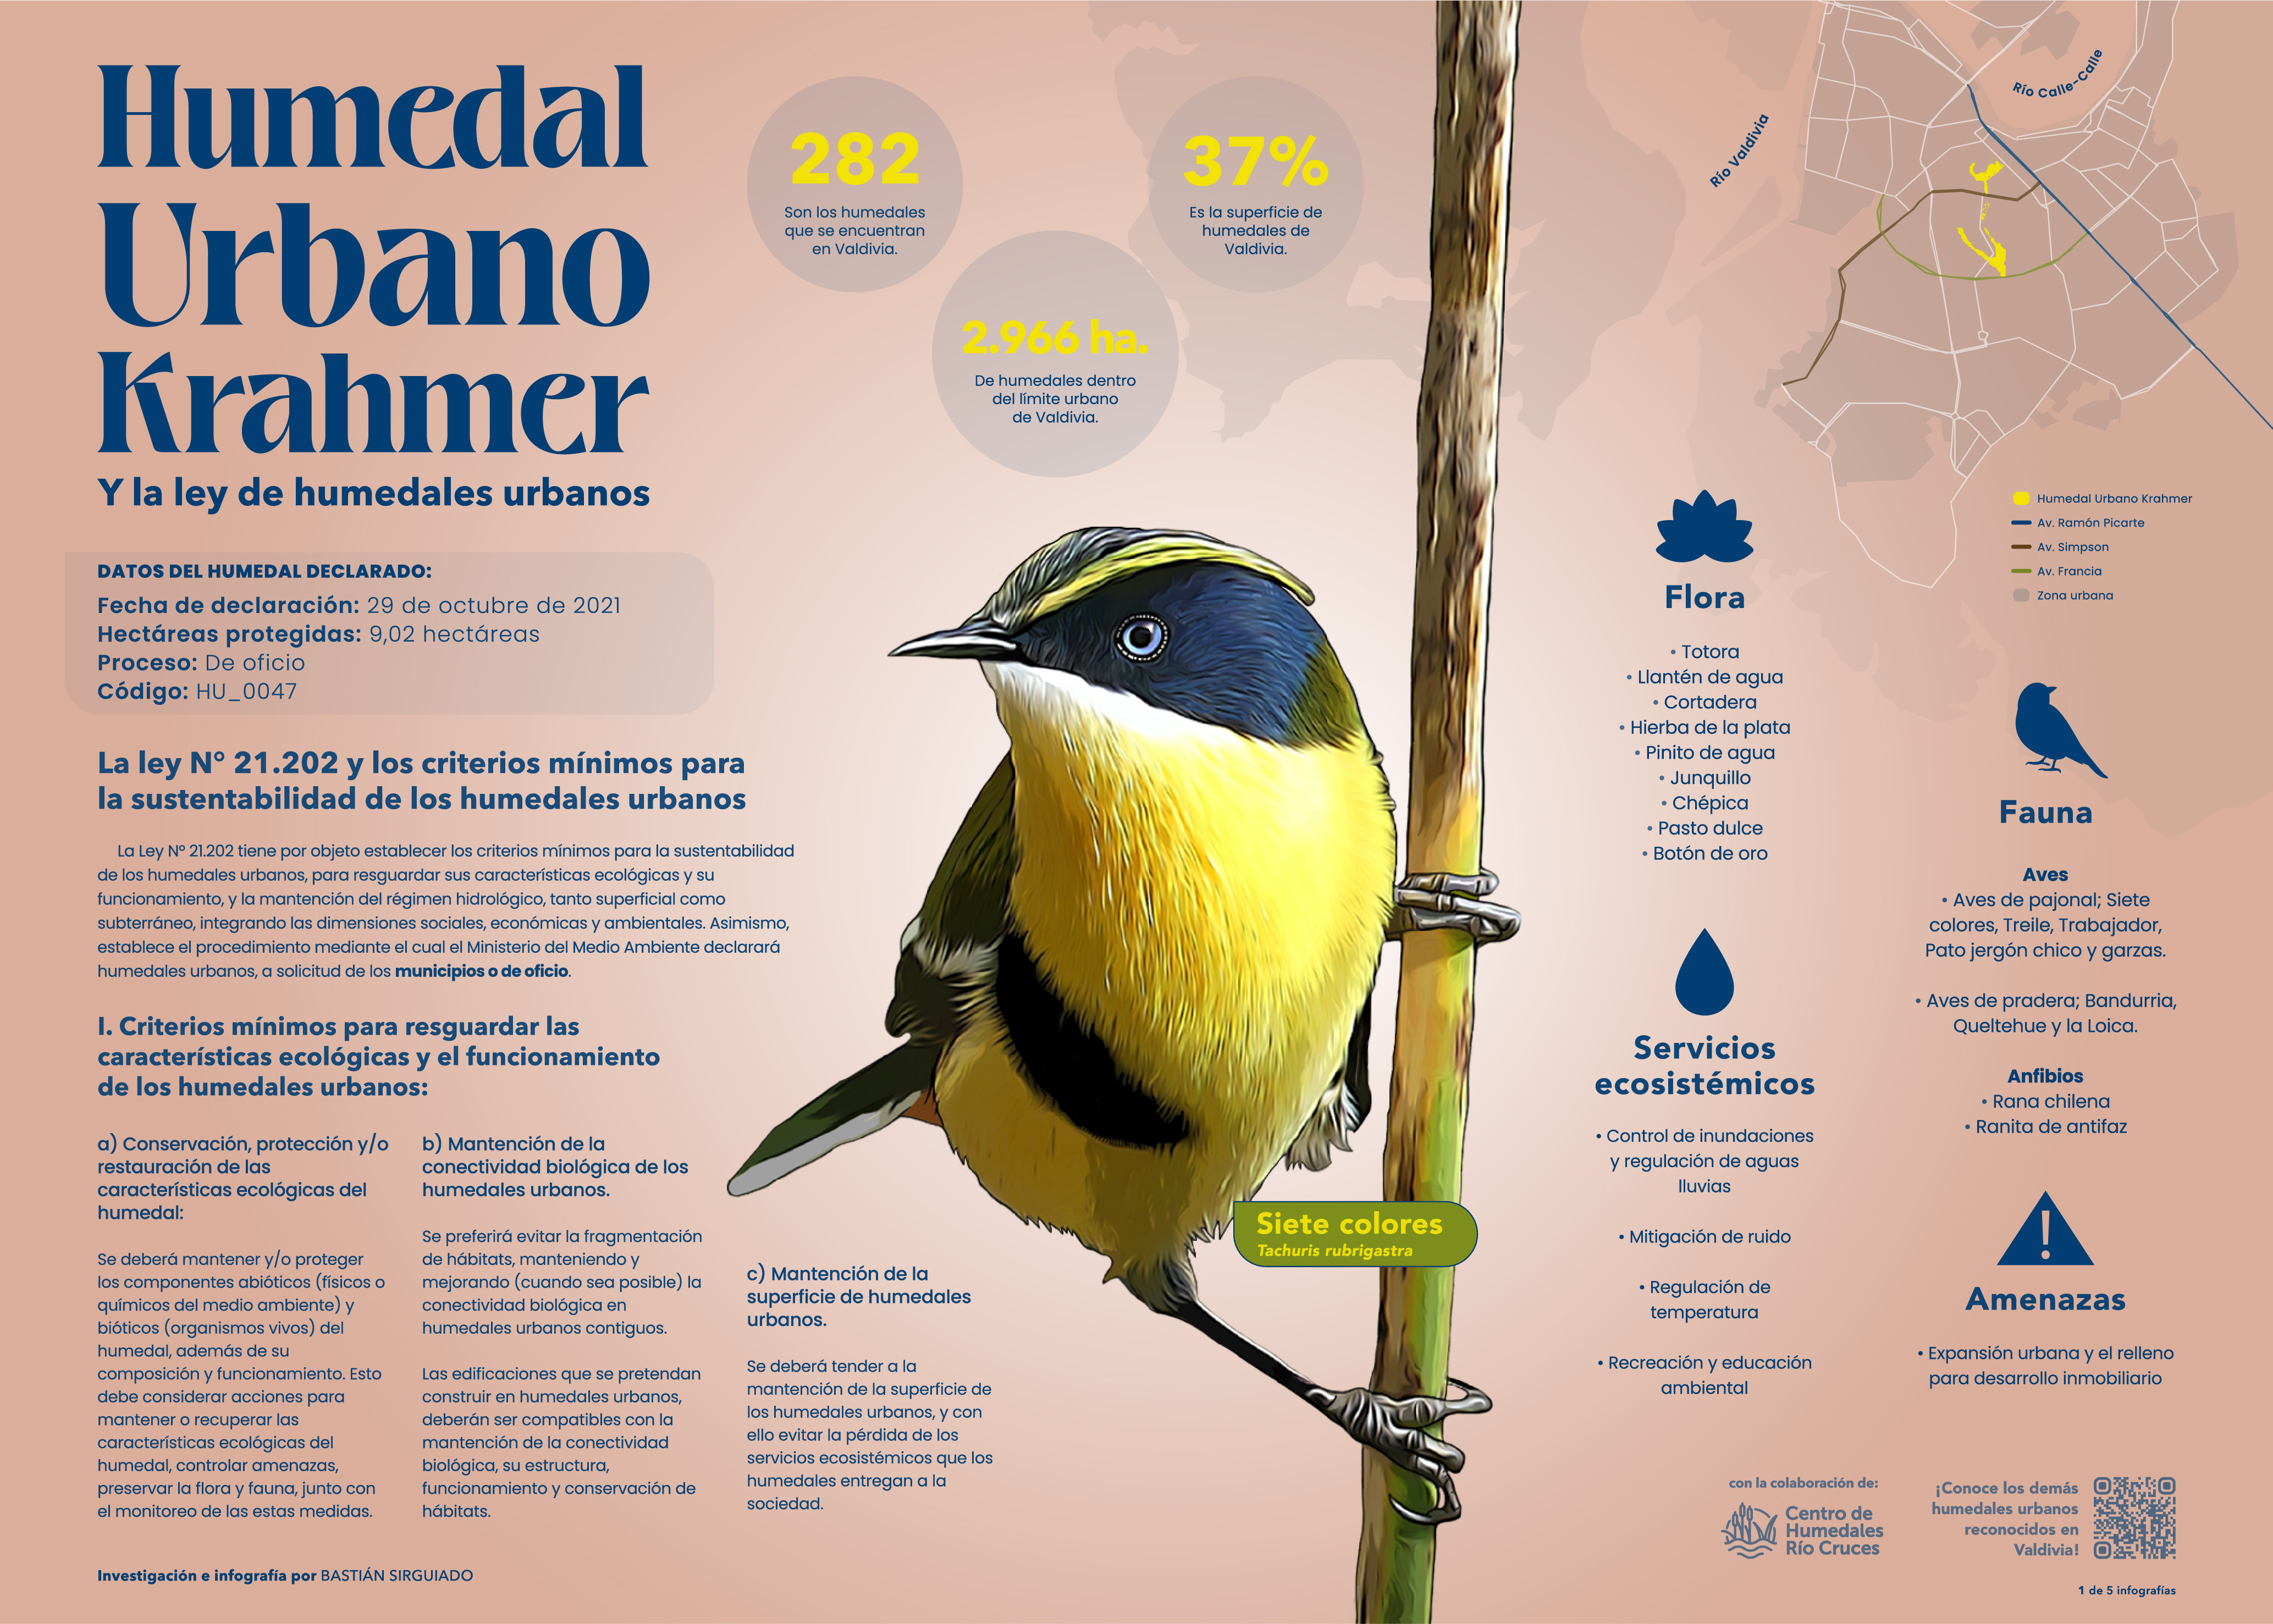 Humedal
Urbano
Krahmer
Y la ley de humedales urbanos
DATOS DEL HUMEDAL DECLARADO:
Fecha de declaración: 29 de octubre de 2021
Hectáreas protegidas: 9,02 hectáreas
Proceso: De oficio
Código: HU_0047
La ley N° 21.202 y los criterios mínimos para
la sustentabilidad de los humedales urbanos
La Ley N° 21.202 tiene por objeto establecer los criterios mínimos para la sustentabilidad
de los humedales urbanos, para resguardar sus características ecológicas y su
funcionamiento, y la mantención del régimen hidrológico, tanto superficial como
subterráneo, integrando las dimensiones sociales, económicas y ambientales. Asimismo,
establece el procedimiento mediante el cual el Ministerio del Medio Ambiente declarará
humedales urbanos, a solicitud de los municipios o de oficio.
I. Criterios mínimos para resguardar las
características ecológicas y el funcionamiento
de los humedales urbanos:
a) Conservación, protección y/o
restauración de las
características ecológicas del
humedal:
Se deberá mantener y/o proteger
los componentes abióticos (físicos o
químicos del medio ambiente) y
bióticos (organismos vivos) del
humedal, además de su
composición y funcionamiento. Esto
debe considerar acciones para
mantener o recuperar las
características ecológicas del
humedal, controlar amenazas,
preservar la flora y fauna, junto con
el monitoreo de las estas medidas.
b) Mantención de la
conectividad biológica de los
humedales urbanos.
Se preferirá evitar la fragmentación
de hábitats, manteniendo y
mejorando (cuando sea posible) la
conectividad biológica en
humedales urbanos contiguos.
Las edificaciones que se pretendan
construir en humedales urbanos,
deberán ser compatibles con la
mantención de la conectividad
biológica, su estructura,
funcionamiento y conservación de
hábitats.
c) Mantención de la
superficie de humedales
urbanos.
Se deberá tender a la
mantención de la superficie de
los humedales urbanos, y con
ello evitar la pérdida de los
servicios ecosistémicos que los
humedales entregan a la
sociedad.
Investigación e infografía por BASTIÁN SIRGUIADO
282
Son los humedales
que se encuentran
en Valdivia.
37%
Es la superficie de
humedales de
Valdivia.
2.966 ha.
De humedales dentro
del límite urbano
de Valdivia.
Siete colores
Tachuris rubrigastra
Río Valdivia
Río Calle-Calle
Humedal Urbano Krahmer
Av. Ramón Picarte
Av. Simpson
Av. Francia
Zona urbana
Flora
• Totora
• Llantén de agua
• Cortadera
• Hierba de la plata
• Pinito de agua
• Junquillo
• Chépica
• Pasto dulce
• Botón de oro
Servicios
ecosistémicos
• Control de inundaciones
y regulación de aguas
lluvias
• Mitigación de ruido
• Regulación de
temperatura
• Recreación y educación
ambiental
Fauna
Aves
• Aves de pajonal; Siete
colores, Treile, Trabajador,
Pato jergón chico y garzas.
• Aves de pradera; Bandurria,
Queltehue y la Loica.
Anfibios
• Rana chilena
• Ranita de antifaz
!
Amenazas
• Expansión urbana y el relleno
para desarrollo inmobiliario
con la colaboración de:
Centro de
Humedales
Río Cruces
¡Conoce los demás
humedales urbanos
reconocidos en
Valdivia!
1 de 5 infografías